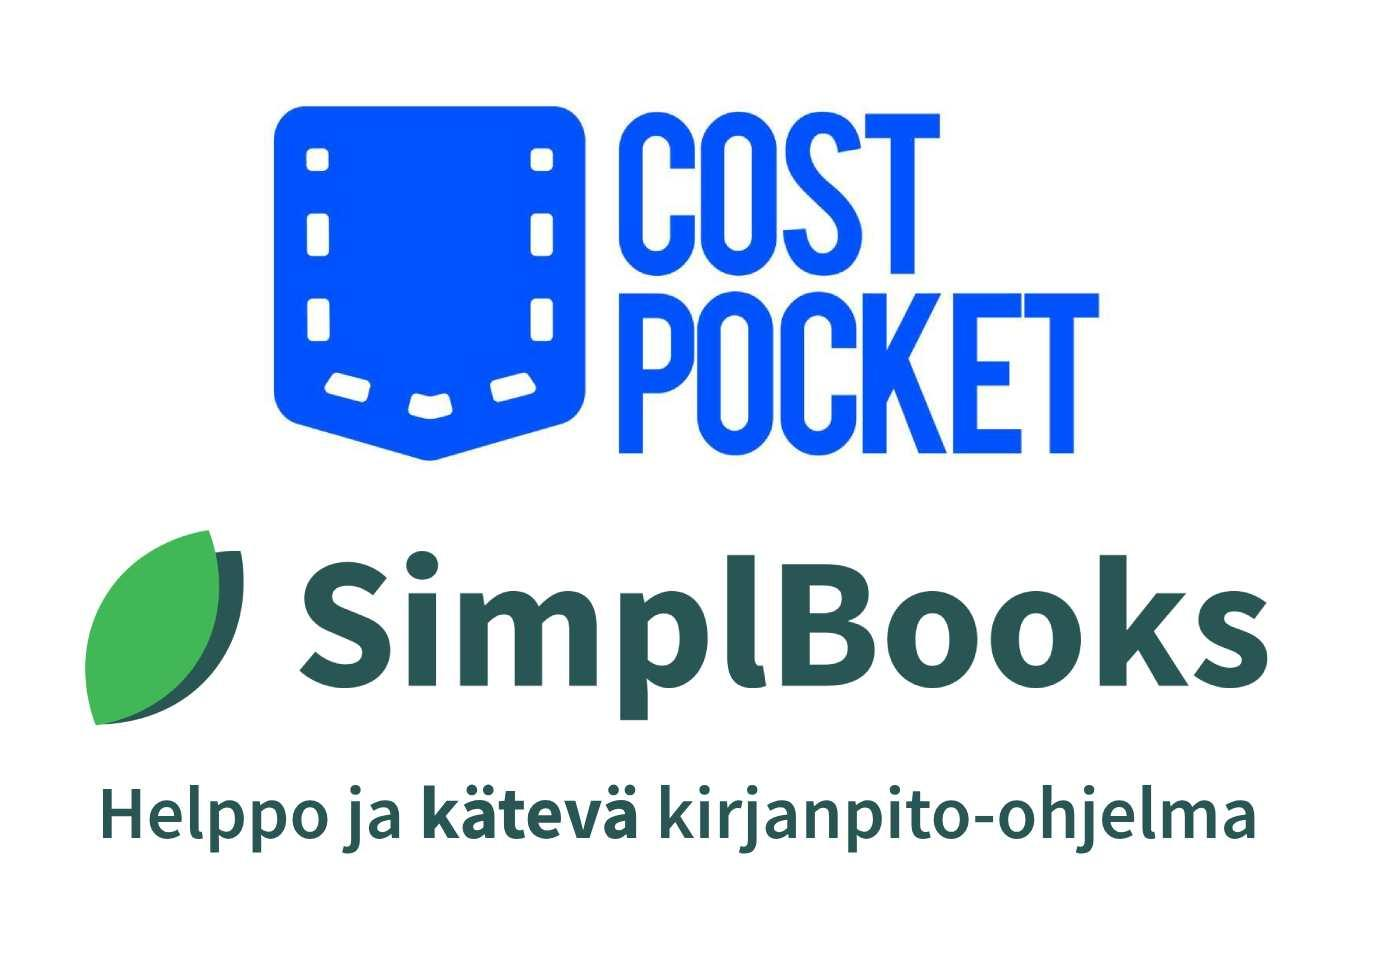 COST
POCKET
SimplBooks
Helppo ja kätevä kirjanpito-ohjelma